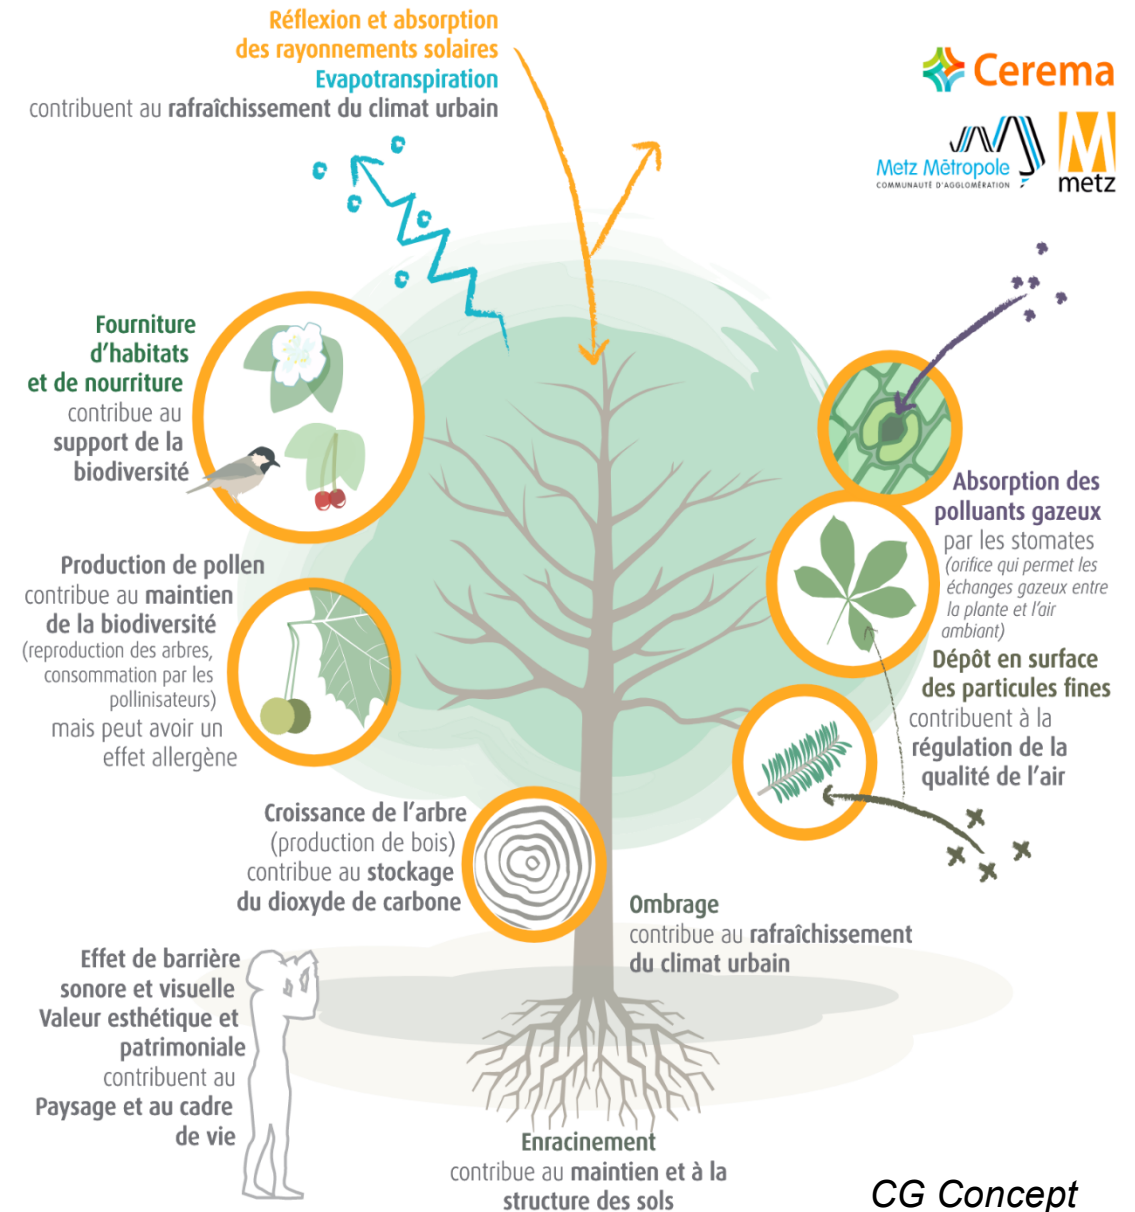 Réflexion et absorption
des rayonnements solaires
Evapotranspiration
contribuent au rafraîchissement du climat urbain
Cerema
Metz Métropole
COMMUNAUTÉ D'AGGLOMÉRATION
metz
Fourniture
d'habitats
et de nourriture
contribue au
support de la
biodiversité
Absorption des
polluants gazeux
par les stomates
(orifice qui permet les
échanges gazeux entre
la plante et l'air
ambiant)
Production de pollen
contribue au maintien
de la biodiversité
(reproduction des arbres,
consommation par les
pollinisateurs)
mais peut avoir un
effet allergène
Dépôt en surface
des particules fines
contribuent à la
régulation de la
qualité de l'air
Croissance de l'arbre
(production de bois)
contribue au stockage
du dioxyde de carbone
Ombrage
contribue au rafraîchissement
du climat urbain
Effet de barrière
sonore et visuelle
Valeur esthétique et
patrimoniale
contribuent au
Paysage et au cadre
de vie
Enracinement
contribue au maintien et à la
structure des sols
CG Concept